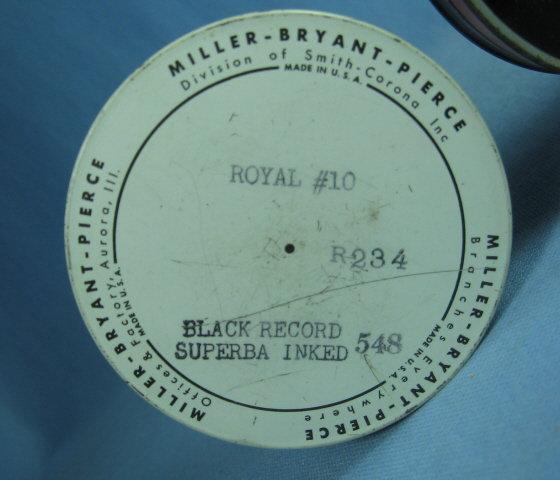 MILLER-BRYANT-PIERCE
Division of Smith-Corona Inc
MADE IN U.S.A.
ROYAL #10
R234
BLACK RECORD
SUPERBA INKED 548
MILLER-BRYANT-PIERCE
Branches Everywhere
MADE IN U.S.A.
MILLER-BRYANT-PIERCE
Offices & Factory, Aurora, Ill.
MADE IN U.S.A.